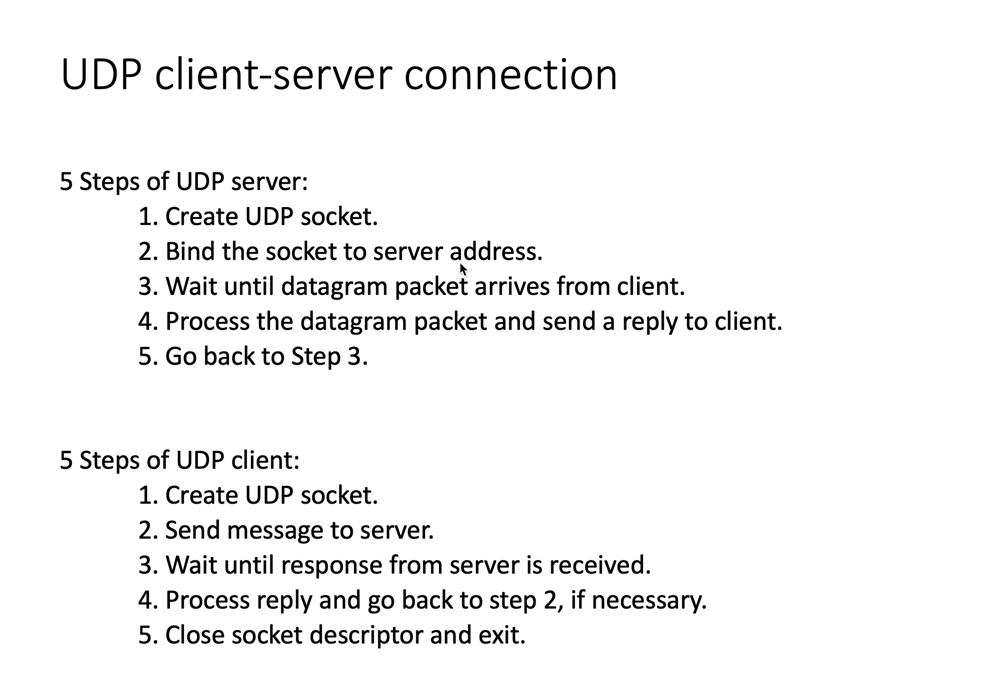 UDP client-server connection
5 Steps of UDP server:
1. Create UDP socket.
2. Bind the socket to server address.
3. Wait until datagram packet arrives from client.
4. Process the datagram packet and send a reply to client.
5. Go back to Step 3.
5 Steps of UDP client:
1. Create UDP socket.
2. Send message to server.
3. Wait until response from server is received.
4. Process reply and go back to step 2, if necessary.
5. Close socket descriptor and exit.